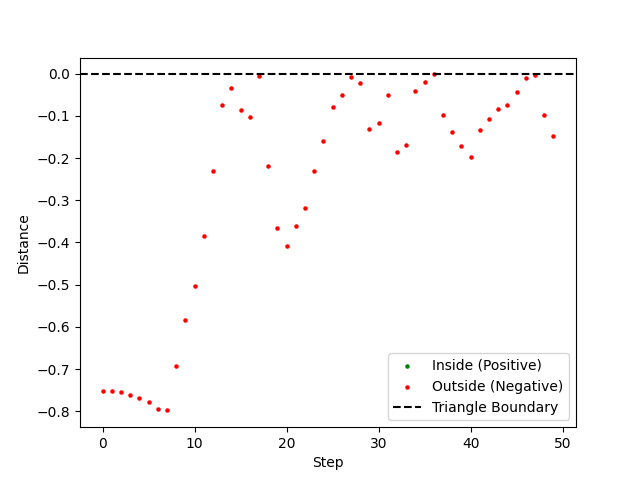 0.0
−0.1
−0.2
−0.3
−0.4
−0.5
−0.6
−0.7
−0.8
Distance
Inside (Positive)
Outside (Negative)
Triangle Boundary
0 10 20 30 40 50
Step